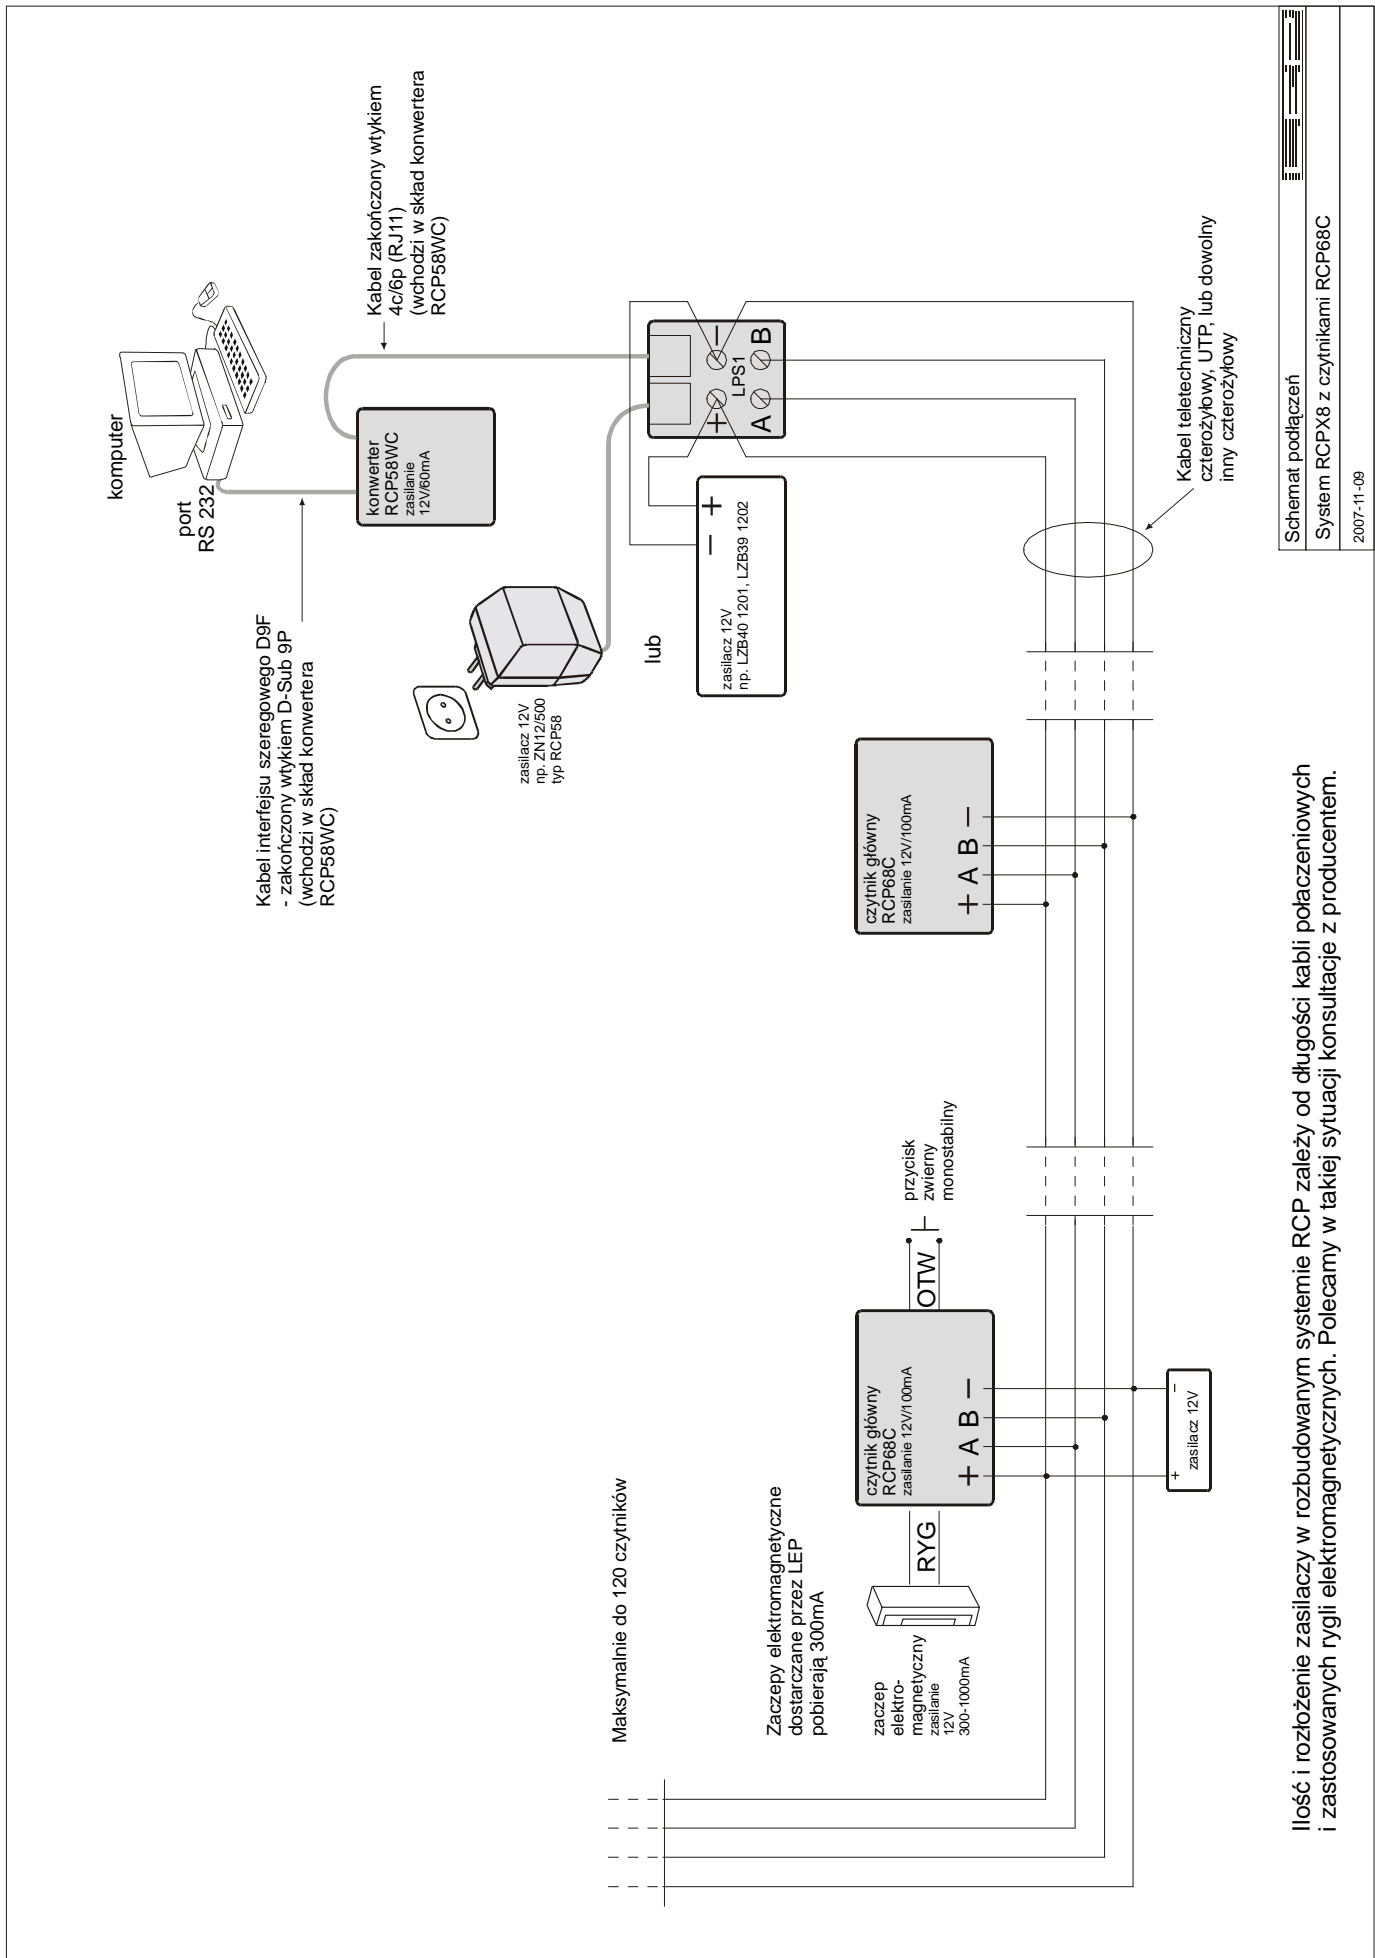 komputer
port
RS 232
Kabel interfejsu szeregowego D9F
- zakończony wtykiem D-Sub 9P
(wchodzi w skład konwertera
RCP58WC)
Kabel zakończony wtykiem
4c/6p (RJ11)
(wchodzi w skład konwertera
RCP58WC)
konwerter
RCP58WC
zasilanie
12V/60mA
zasilacz 12V
np. ZN12/500
typ RCP58
lub
zasilacz 12V
np. LZB40 1201, LZB39 1202
− +
+ −
LPS1
A B
Kabel teletechniczny
czterożyłowy, UTP, lub dowolny
inny czterożyłowy
czytnik główny
RCP68C
zasilanie 12V/100mA
+ A B −
Maksymalnie do 120 czytników
Zaczepy elektromagnetyczne
dostarczane przez LEP
pobierają 300mA
zaczep
elektro-
magnetyczny
zasilanie
12V
300-1000mA
RYG
czytnik główny
RCP68C
zasilanie 12V/100mA
+ A B −
OTW
przycisk
zwierny
monostabilny
+ −
zasilacz 12V
Ilość i rozłożenie zasilaczy w rozbudowanym systemie RCP zależy od długości kabli połaczeniowych
i zastosowanych rygli elektromagnetycznych. Polecamy w takiej sytuacji konsultacje z producentem.
Schemat podłączeń
System RCPX8 z czytnikami RCP68C
2007-11-09